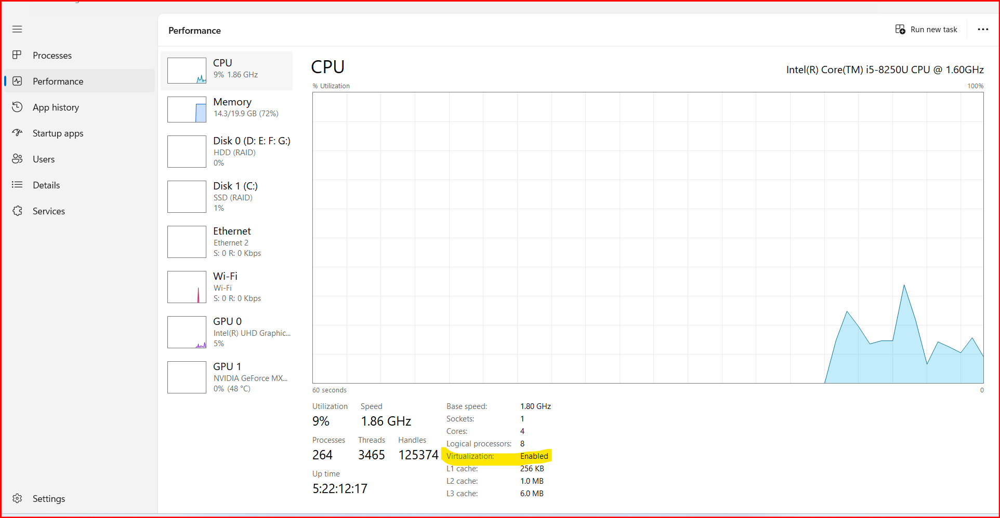 Performance
Run new task
Processes
Performance
App history
Startup apps
Users
Details
Services
Settings
CPU
9% 1.86 GHz
Memory
14.3/19.9 GB (72%)
Disk 0 (D: E: F: G:)
HDD (RAID)
0%
Disk 1 (C:)
SSD (RAID)
1%
Ethernet
Ethernet 2
S: 0 R: 0 Kbps
Wi-Fi
Wi-Fi
S: 0 R: 0 Kbps
GPU 0
Intel(R) UHD Graphic...
5%
GPU 1
NVIDIA GeForce MX...
0% (48 °C)
CPU
Intel(R) Core(TM) i5-8250U CPU @ 1.60GHz
% Utilization
100%
60 seconds
0
Utilization Speed
9% 1.86 GHz
Processes Threads Handles
264 3465 125374
Up time
5:22:12:17
Base speed: 1.80 GHz
Sockets: 1
Cores: 4
Logical processors: 8
Virtualization: Enabled
L1 cache: 256 KB
L2 cache: 1.0 MB
L3 cache: 6.0 MB